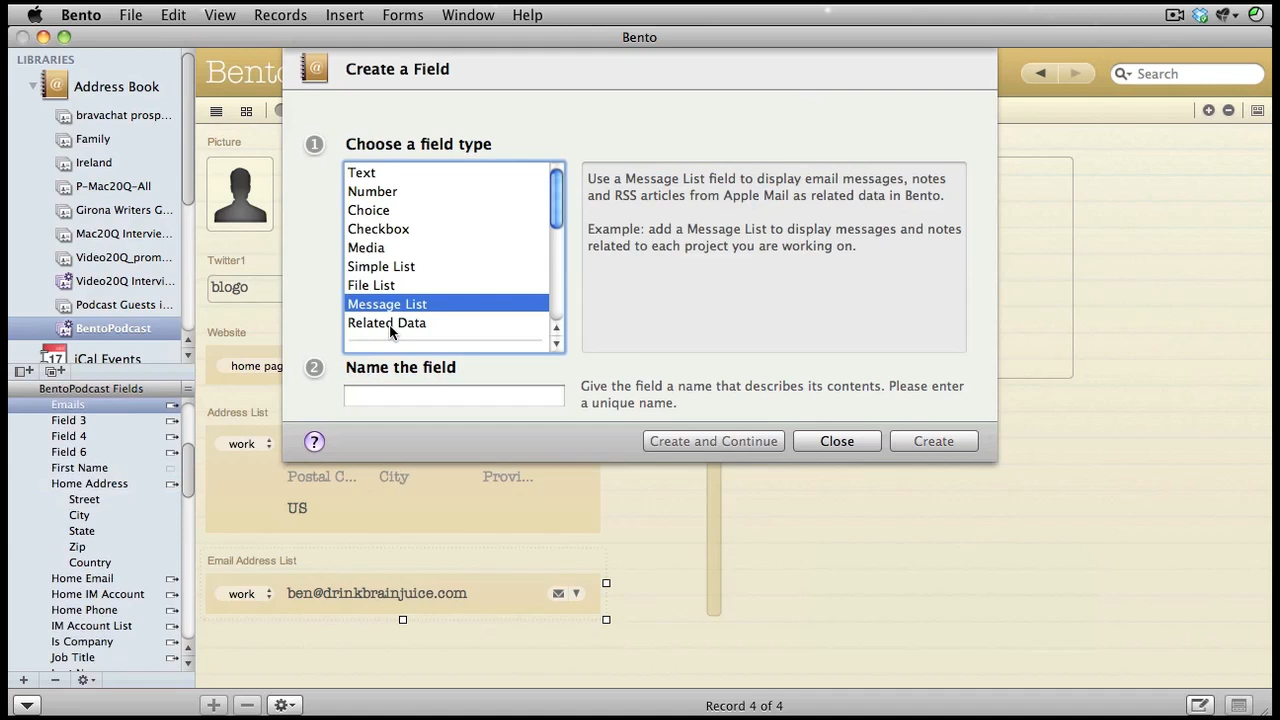 Bento File Edit View Records Insert Forms Window Help
Bento
LIBRARIES
Address Book
bravachat prosp...
Family
Ireland
P-Mac20Q-All
Girona Writers G...
Mac20Q Intervie...
Video20Q_prom...
Video20Q Intervi...
Podcast Guests i...
BentoPodcast
17
iCal Events
BentoPodcast Fields
Emails
Field 3
Field 4
Field 6
First Name
Home Address
Street
City
State
Zip
Country
Home Email
Home IM Account
Home Phone
IM Account List
Is Company
Job Title
Bento
Search
Picture
Twitter1
blogo
Website
home pag
Address List
work
Postal C... City Provi...
US
Email Address List
work ben@drinkbrainjuice.com
Create a Field
1 Choose a field type
Text
Number
Choice
Checkbox
Media
Simple List
File List
Message List
Related Data
Use a Message List field to display email messages, notes
and RSS articles from Apple Mail as related data in Bento.
Example: add a Message List to display messages and notes
related to each project you are working on.
2 Name the field
Give the field a name that describes its contents. Please enter
a unique name.
? Create and Continue Close Create
Record 4 of 4